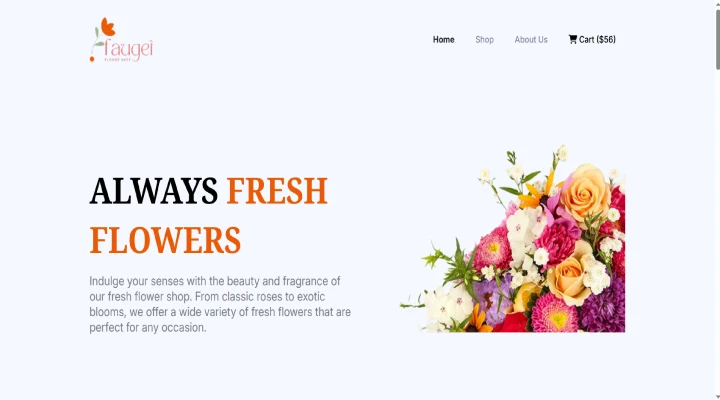 faugei
FLOWER SHOP
Home Shop About Us Cart ($56)
ALWAYS FRESH
FLOWERS
Indulge your senses with the beauty and fragrance of
our fresh flower shop. From classic roses to exotic
blooms, we offer a wide variety of fresh flowers that are
perfect for any occasion.